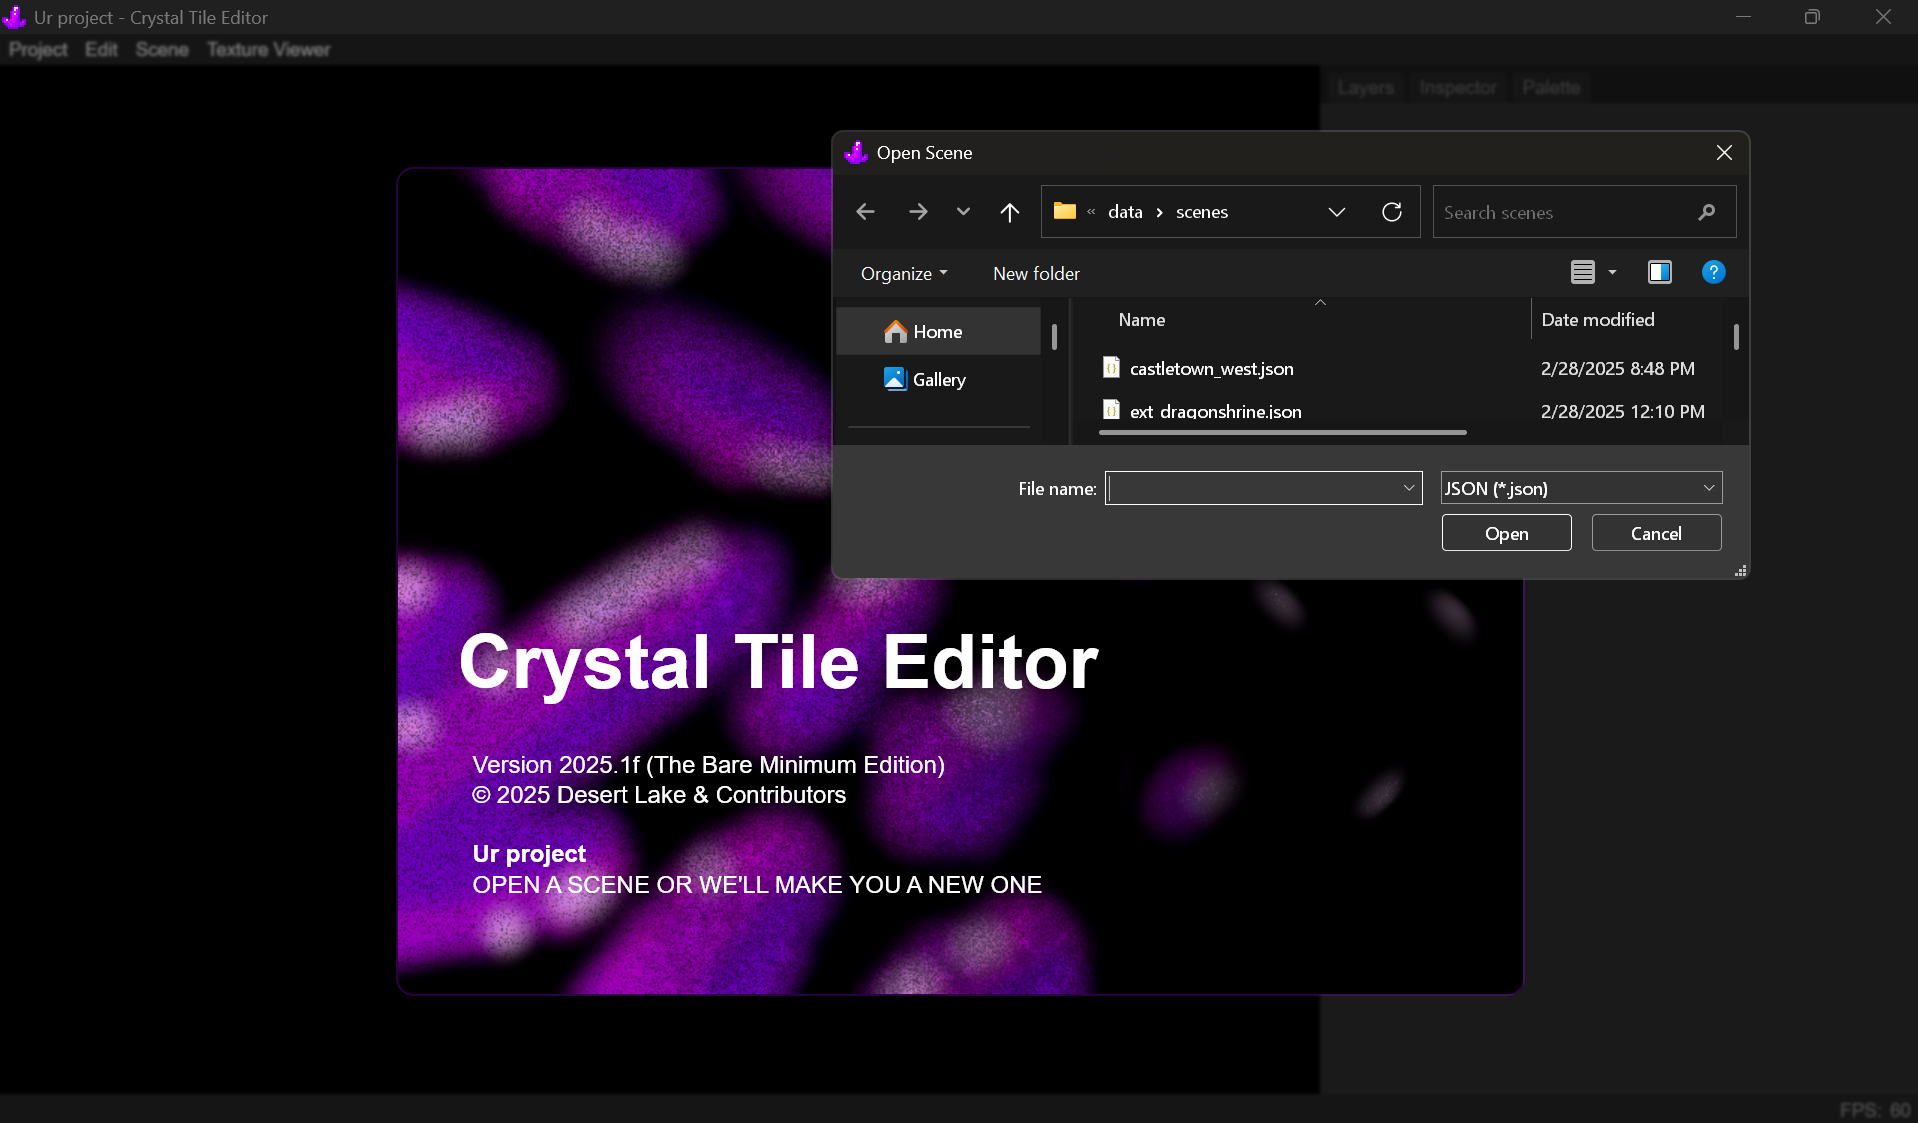 Ur project - Crystal Tile Editor
Project Edit Scene Texture Viewer
Layers Inspector Palette
Open Scene
« data › scenes
Search scenes
Organize New folder
?
Home
Gallery
Name Date modified
castletown_west.json 2/28/2025 8:48 PM
ext_dragonshrine.json 2/28/2025 12:10 PM
File name: JSON (*.json)
Open Cancel
Crystal Tile Editor
Version 2025.1f (The Bare Minimum Edition)
© 2025 Desert Lake & Contributors
Ur project
OPEN A SCENE OR WE'LL MAKE YOU A NEW ONE
FPS: 60